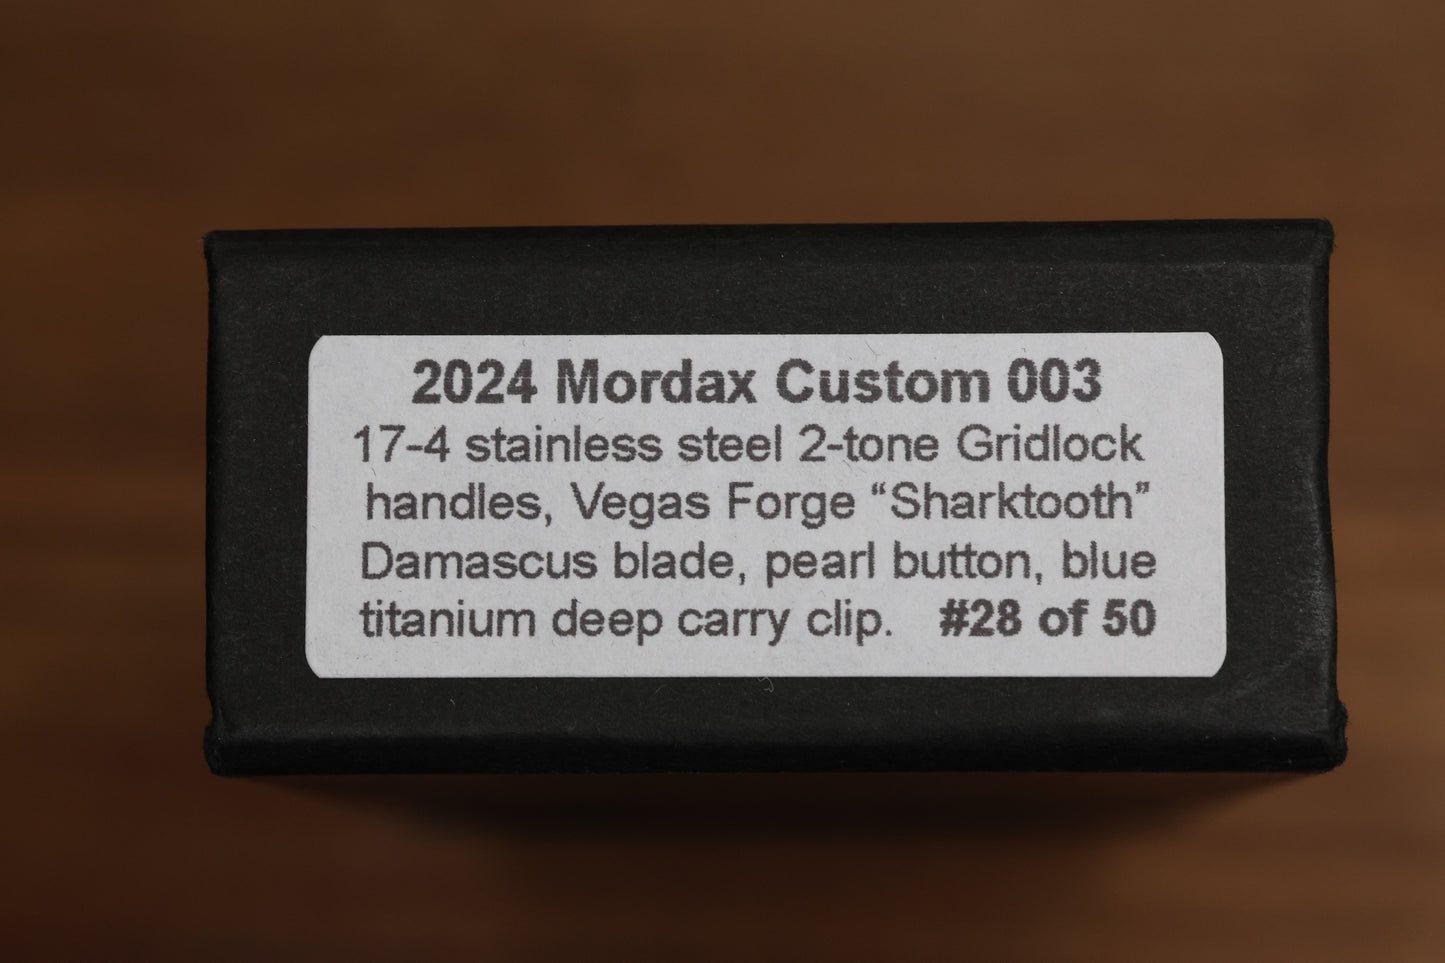 2024 Mordax Custom 003
17-4 stainless steel 2-tone Gridlock
handles, Vegas Forge “Sharktooth”
Damascus blade, pearl button, blue
titanium deep carry clip. #28 of 50